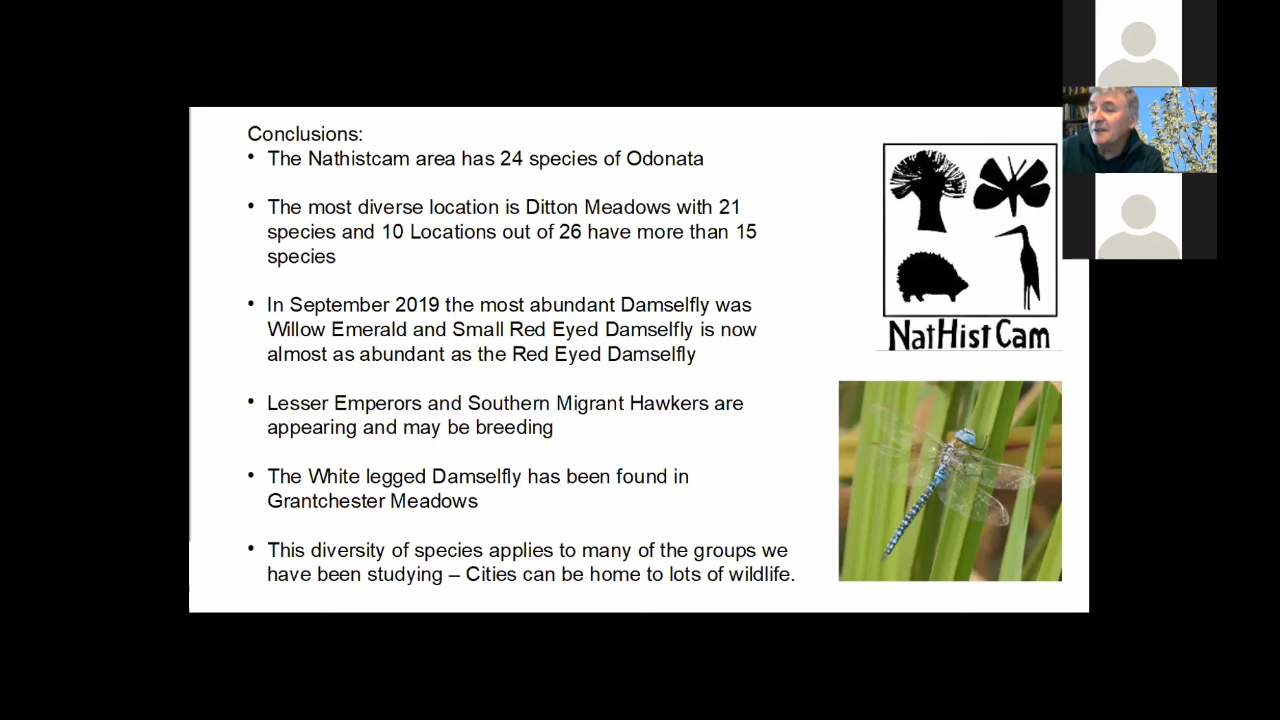 Conclusions:
• The Nathistcam area has 24 species of Odonata
• The most diverse location is Ditton Meadows with 21
species and 10 Locations out of 26 have more than 15
species
• In September 2019 the most abundant Damselfly was
Willow Emerald and Small Red Eyed Damselfly is now
almost as abundant as the Red Eyed Damselfly
• Lesser Emperors and Southern Migrant Hawkers are
appearing and may be breeding
• The White legged Damselfly has been found in
Grantchester Meadows
• This diversity of species applies to many of the groups we
have been studying – Cities can be home to lots of wildlife.
NatHistCam